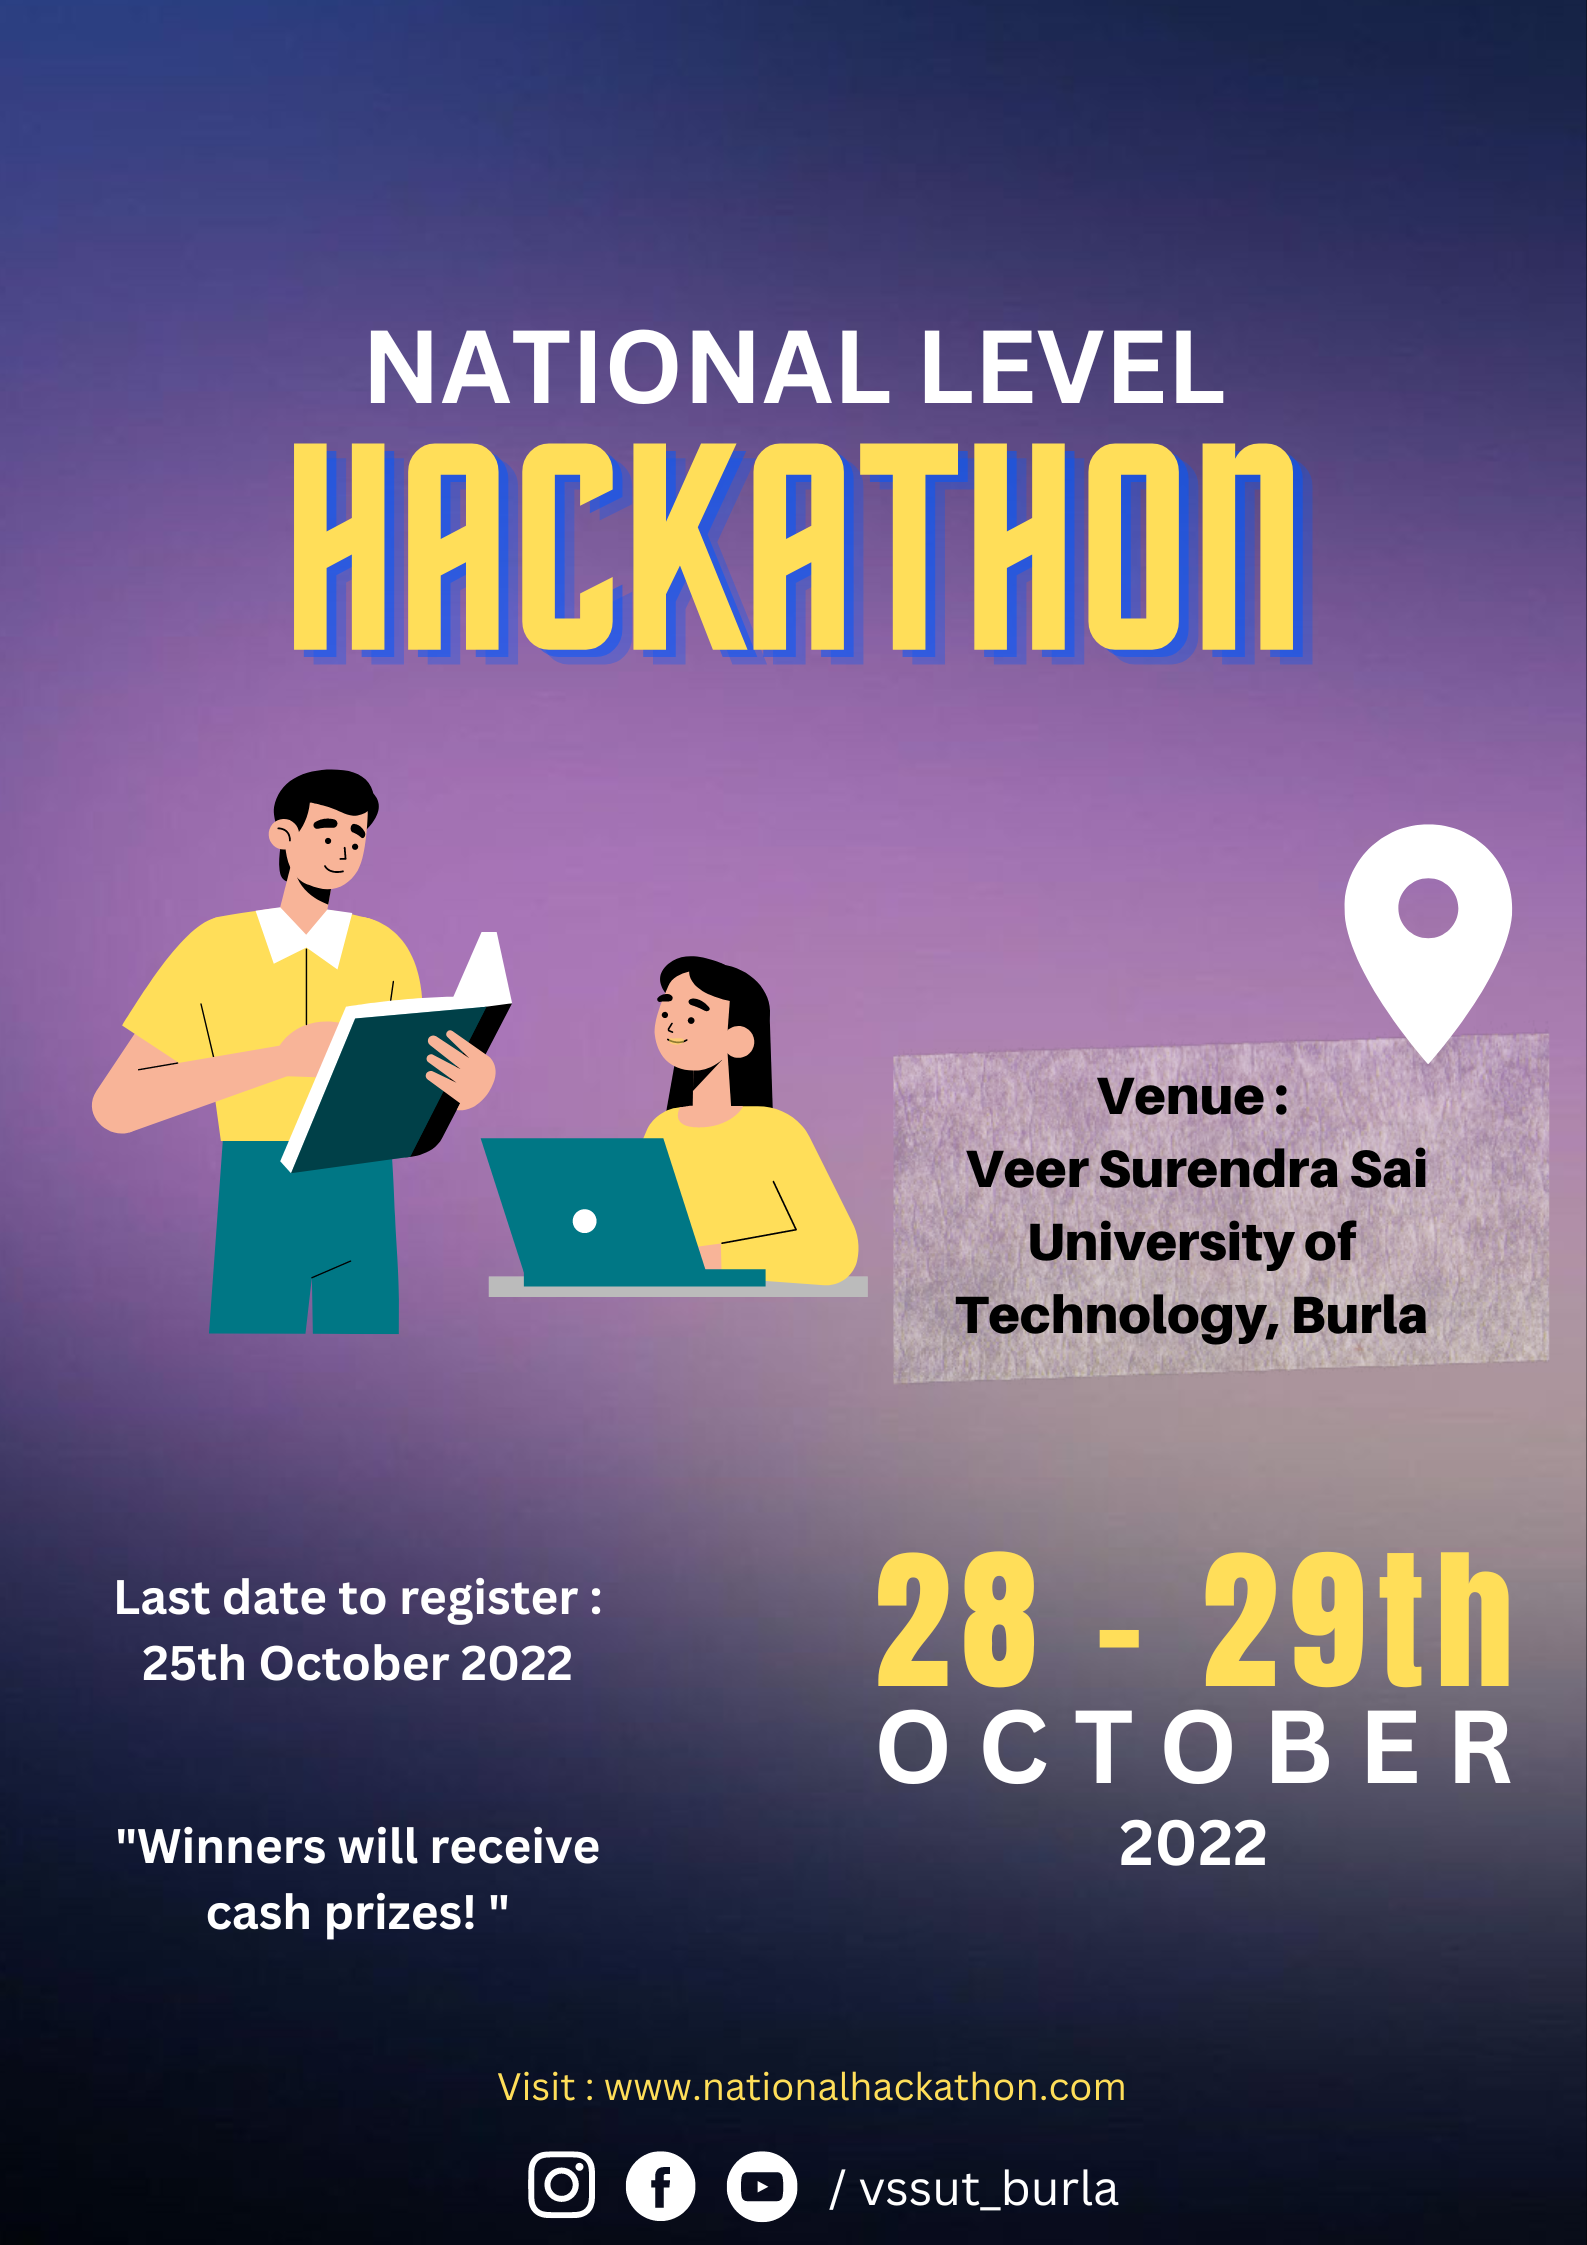 NATIONAL LEVEL
HACKATHON
Venue :
Veer Surendra Sai
University of
Technology, Burla
Last date to register :
25th October 2022
28 - 29th
OCTOBER
2022
"Winners will receive
cash prizes! "
Visit : www.nationalhackathon.com
/ vssut_burla